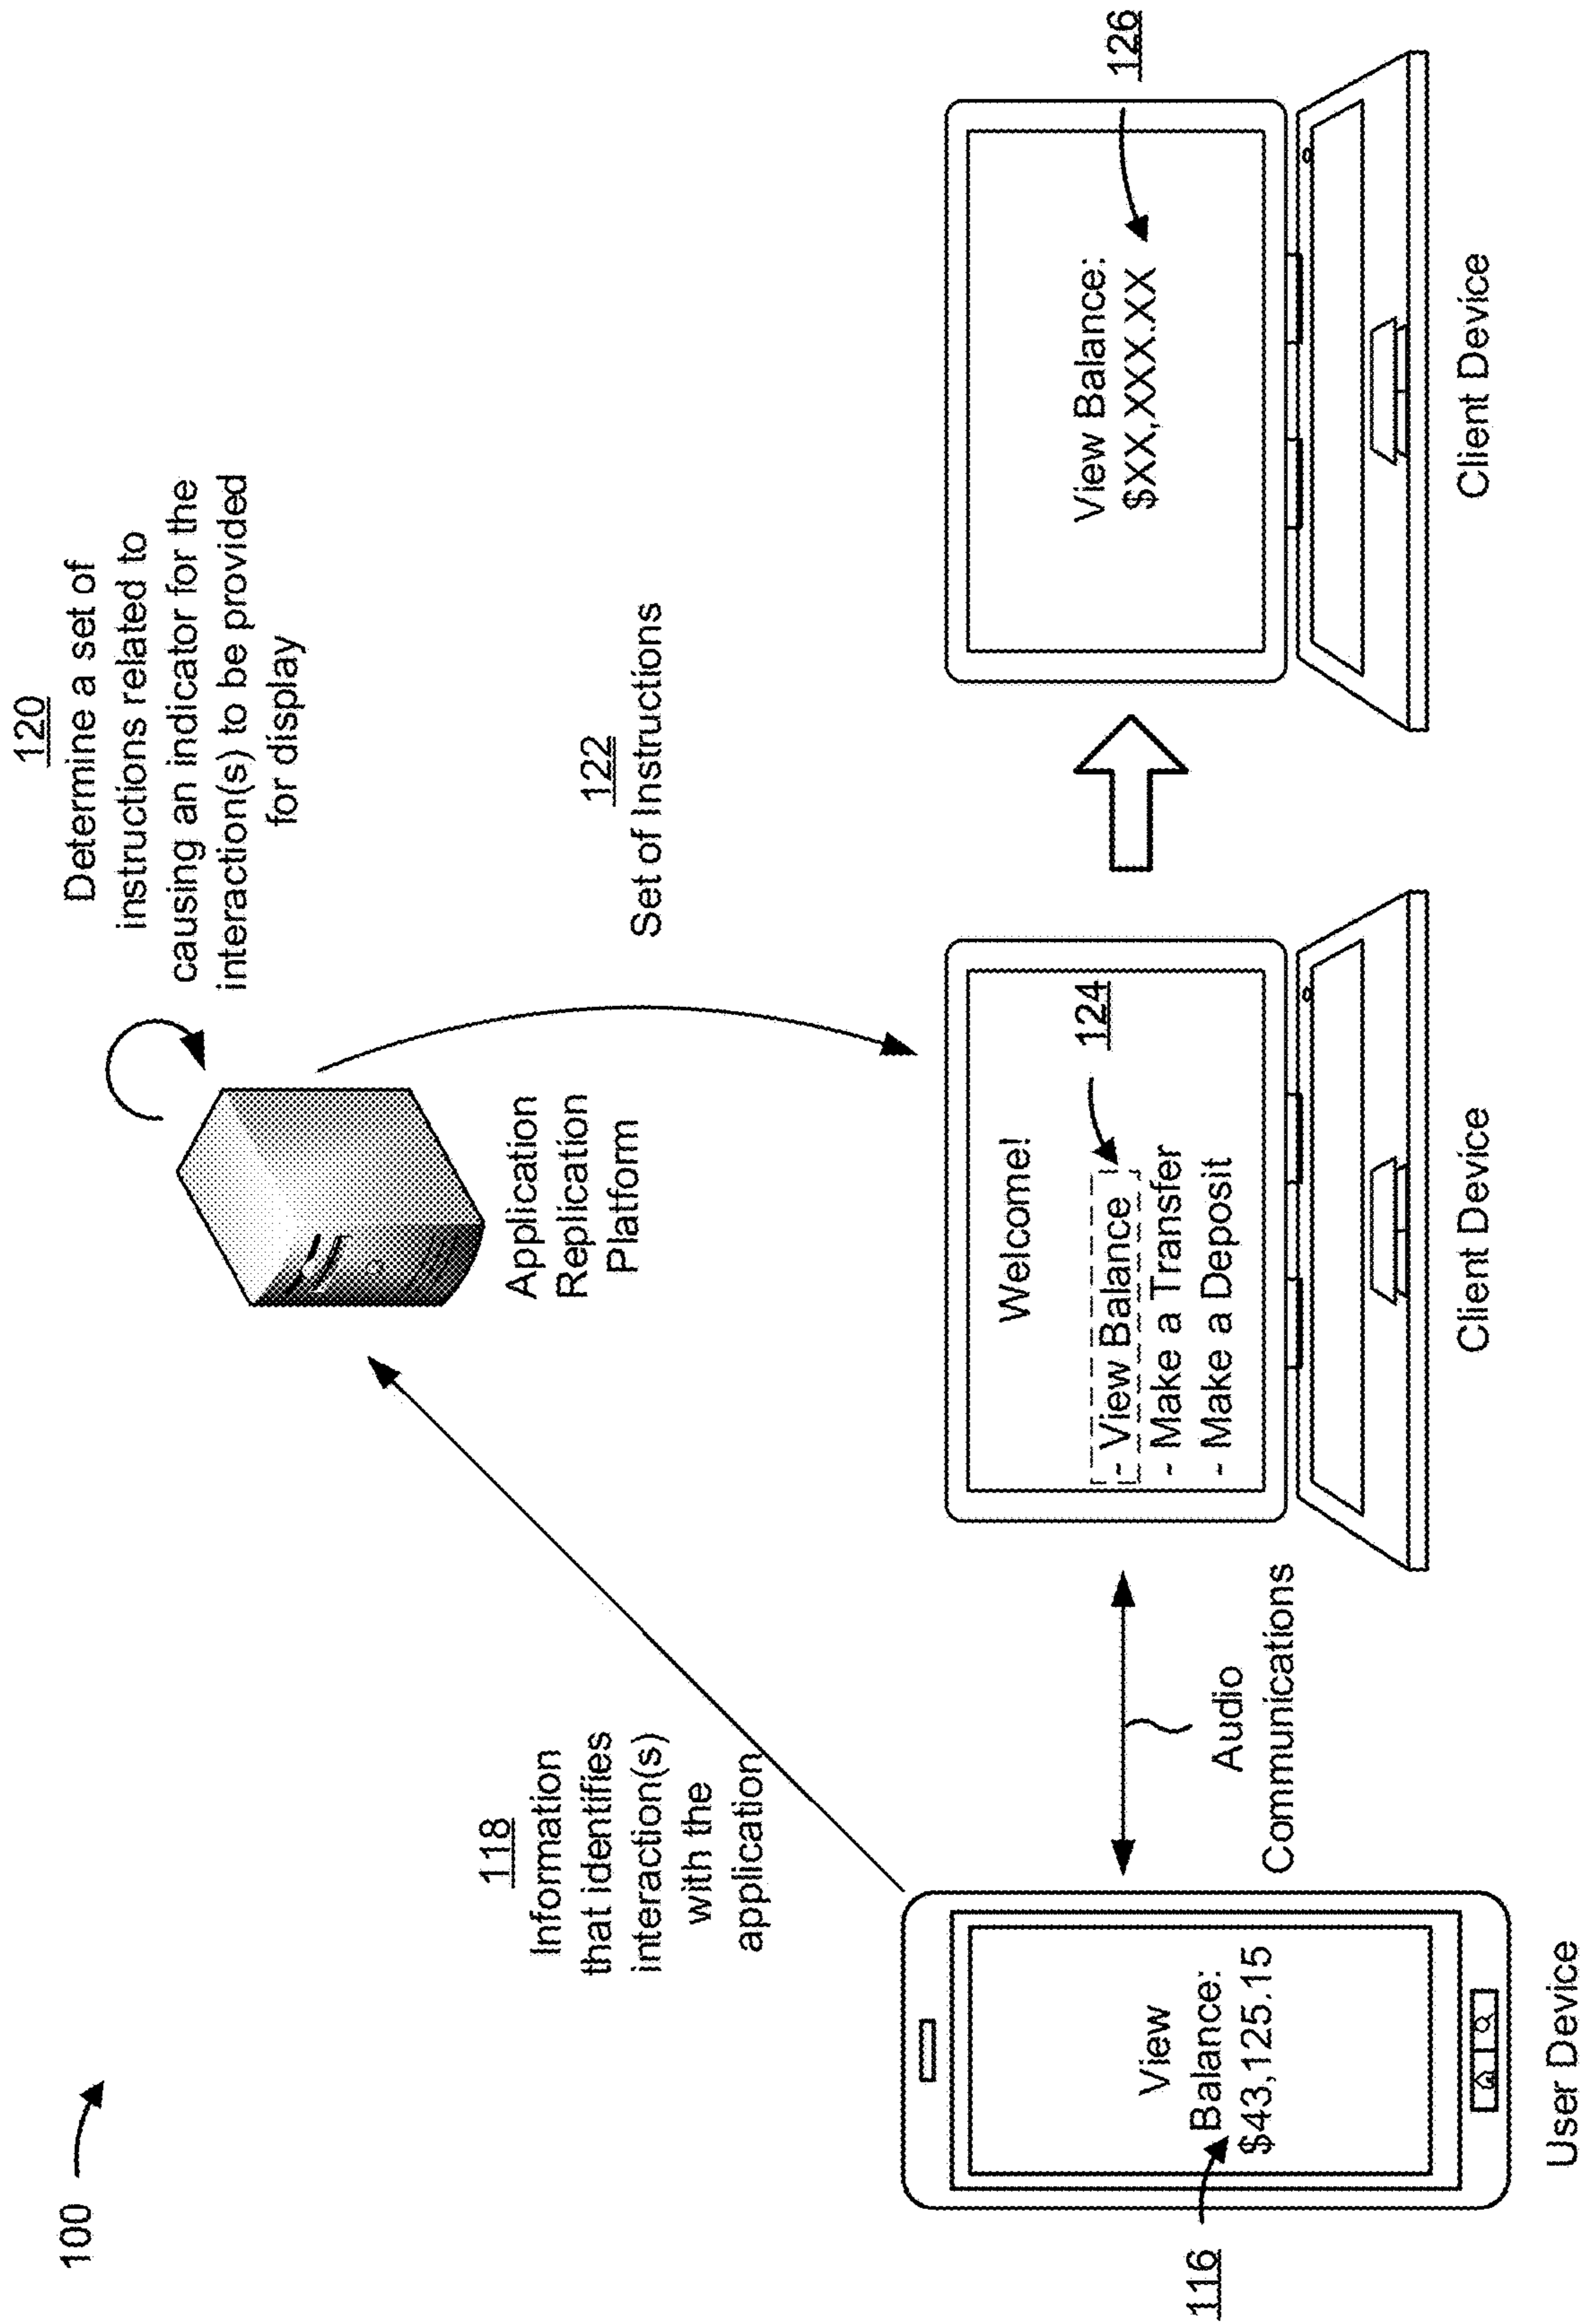 100
120
Determine a set of
instructions related to
causing an indicator for the
interaction(s) to be provided
for display
118
Information
that identifies
interaction(s)
with the
application
Application
Replication
Platform
122
Set of Instructions
116
View
Balance:
$43,125.15
User Device
Audio
Communications
Welcome!
- View Balance
- Make a Transfer
- Make a Deposit
124
Client Device
View Balance:
$XX,XXX.XX
126
Client Device